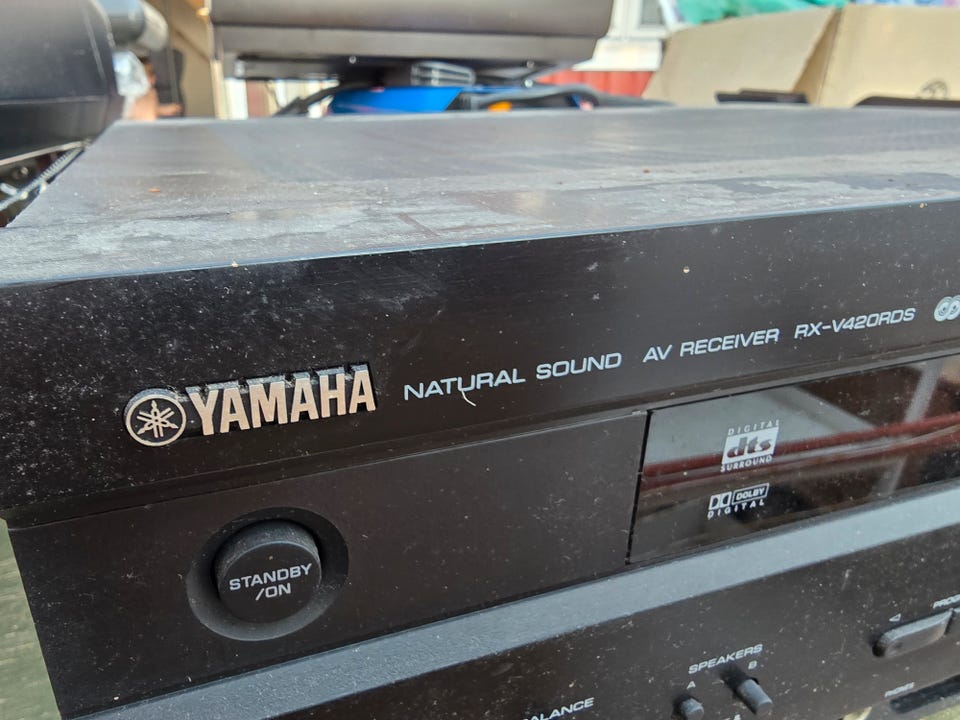 YAMAHA NATURAL SOUND AV RECEIVER RX-V420RDS
DIGITAL
dts
SURROUND
DOLBY
DIGITAL
STANDBY
/ON
SPEAKERS
A B